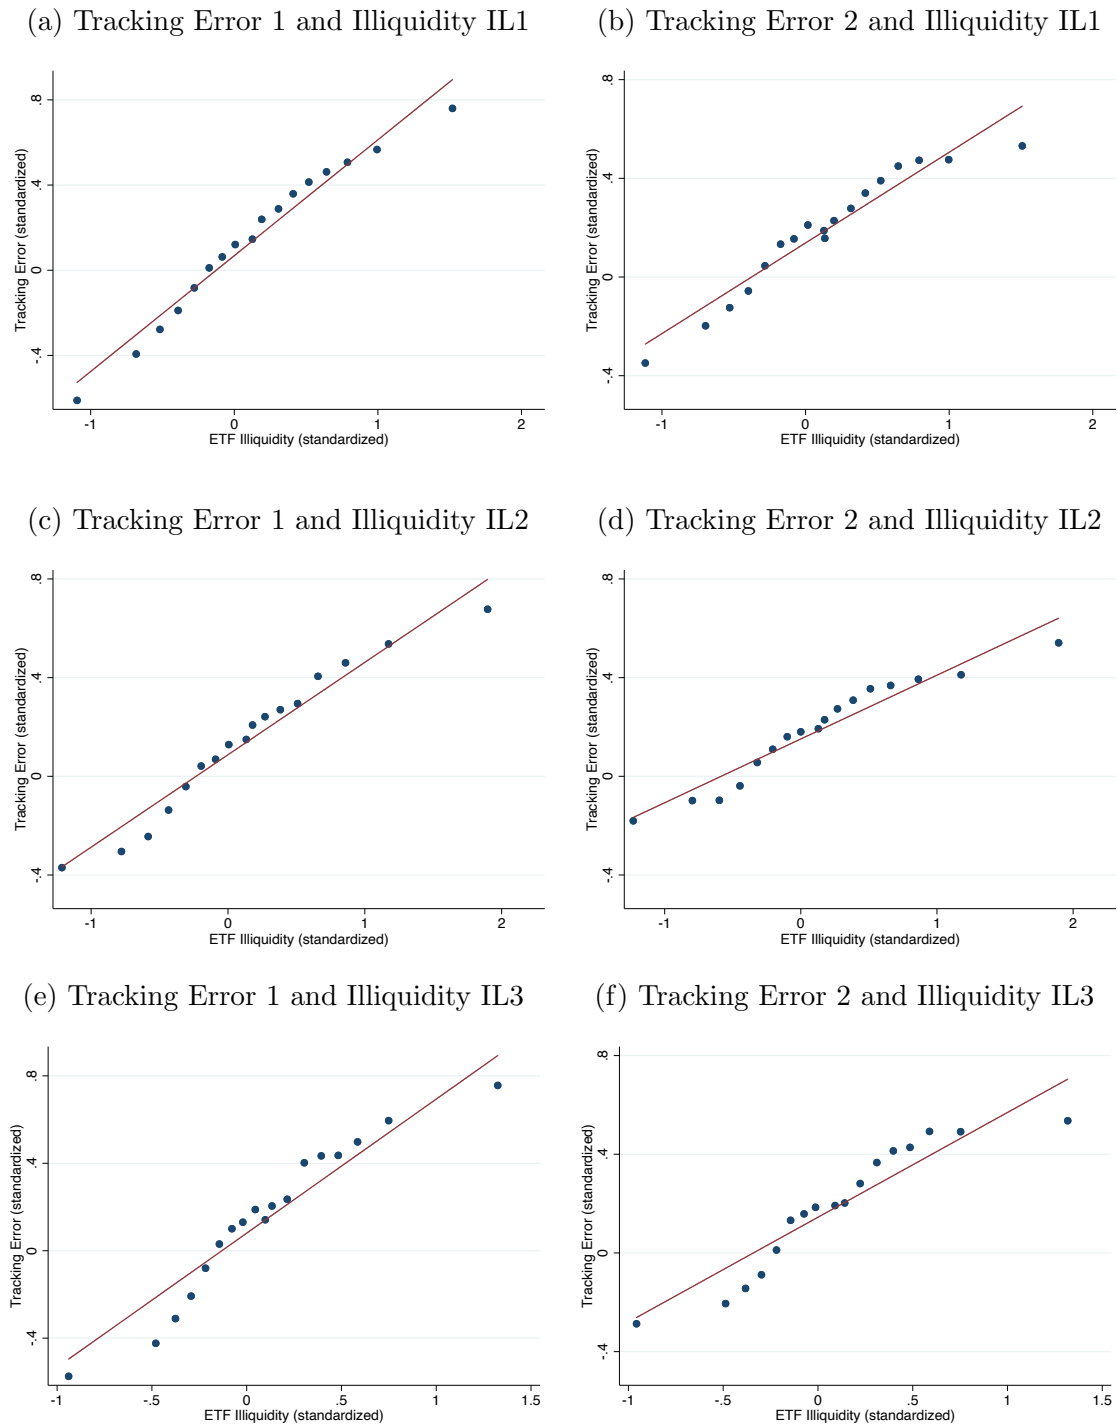 (a) Tracking Error 1 and Illiquidity IL1
Tracking Error (standardized)
.8
.4
0
-.4
-1
0
1
2
ETF Illiquidity (standardized)
(b) Tracking Error 2 and Illiquidity IL1
Tracking Error (standardized)
.8
.4
0
-.4
-1
0
1
2
ETF Illiquidity (standardized)
(c) Tracking Error 1 and Illiquidity IL2
Tracking Error (standardized)
.8
.4
0
-.4
-1
0
1
2
ETF Illiquidity (standardized)
(d) Tracking Error 2 and Illiquidity IL2
Tracking Error (standardized)
.8
.4
0
-.4
-1
0
1
2
ETF Illiquidity (standardized)
(e) Tracking Error 1 and Illiquidity IL3
Tracking Error (standardized)
.8
.4
0
-.4
-1
-.5
0
.5
1
1.5
ETF Illiquidity (standardized)
(f) Tracking Error 2 and Illiquidity IL3
Tracking Error (standardized)
.8
.4
0
-.4
-1
-.5
0
.5
1
1.5
ETF Illiquidity (standardized)